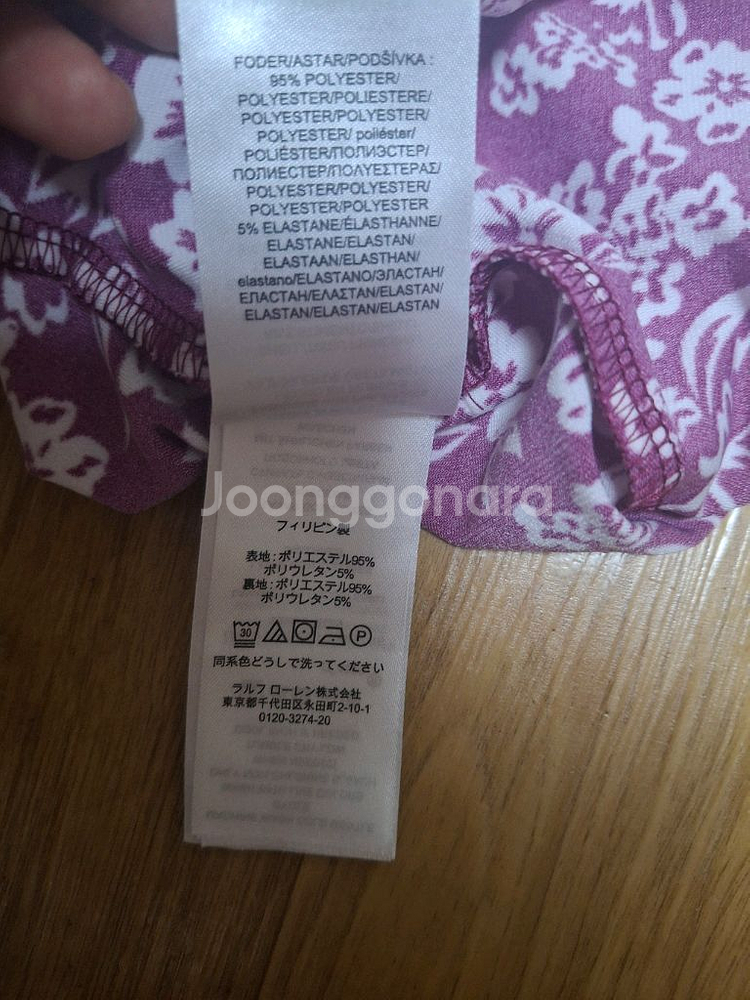 FODER/ASTAR/PODŠÍVKA :
95% POLYESTER/
POLYESTER/POLIESTERE/
POLYESTER/POLYESTER/
POLYESTER/ poliéstar/
POLIÉSTER/ПОЛИЭСТЕР/
ПОЛИЕСТЕР/ΠΟΛΥΕΣΤΕΡΑΣ/
POLYESTER/POLYESTER/
POLYESTER/POLYESTER
5% ELASTANE/ÉLASTHANNE/
ELASTANE/ELASTAN/
ELASTAAN/ELASTHAN/
elastano/ELASTANO/ЭЛАСТАН/
ЕЛАСТАН/ΕΛΑΣΤΑΝ/ELASTAN/
ELASTAN/ELASTAN/ELASTAN
Joonggonara
フィリピン製
表地 : ポリエステル95%
ポリウレタン5%
裏地 : ポリエステル95%
ポリウレタン5%
30 P
同系色どうしで洗ってください
ラルフ ローレン株式会社
東京都千代田区永田町2-10-1
0120-3274-20